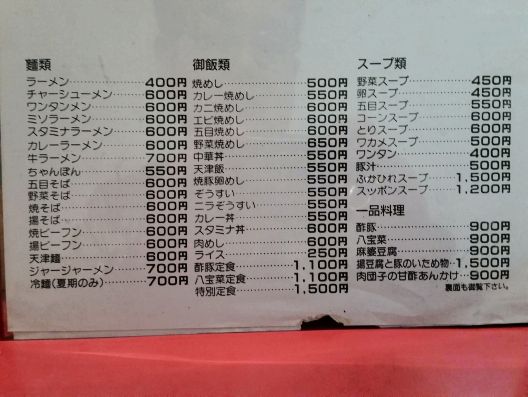 麺類
ラーメン……400円
チャーシューメン……600円
ワンタンメン……600円
ミソラーメン……600円
スタミナラーメン……600円
カレーラーメン……600円
牛ラーメン……700円
ちゃんぽん……550円
五目そば……600円
野菜そば……600円
焼そば……600円
揚そば……600円
焼ビーフン……600円
揚ビーフン……600円
天津麺……600円
ジャージャーメン……700円
冷麺(夏期のみ)……700円
御飯類
焼めし……500円
カレー焼めし……550円
カニ焼めし……600円
エビ焼めし……600円
五目焼めし……600円
野菜焼めし……650円
中華丼……550円
天津飯……550円
焼豚卵めし……550円
ぞうすい……550円
ニラぞうすい……550円
カレー丼……550円
スタミナ丼……600円
肉めし……600円
ライス……250円
酢豚定食……1,100円
八宝菜定食……1,100円
特別定食……1,500円
スープ類
野菜スープ……450円
卵スープ……450円
五目スープ……550円
コーンスープ……600円
とりスープ……600円
ワカメスープ……500円
ワンタン……400円
豚汁……500円
ふかひれスープ……1,500円
スッポンスープ……1,200円
一品料理
酢豚……900円
八宝菜……900円
麻婆豆腐……900円
揚豆腐と豚のいため物…1,500円
肉団子の甘酢あんかけ…900円
裏面も御覧下さい。